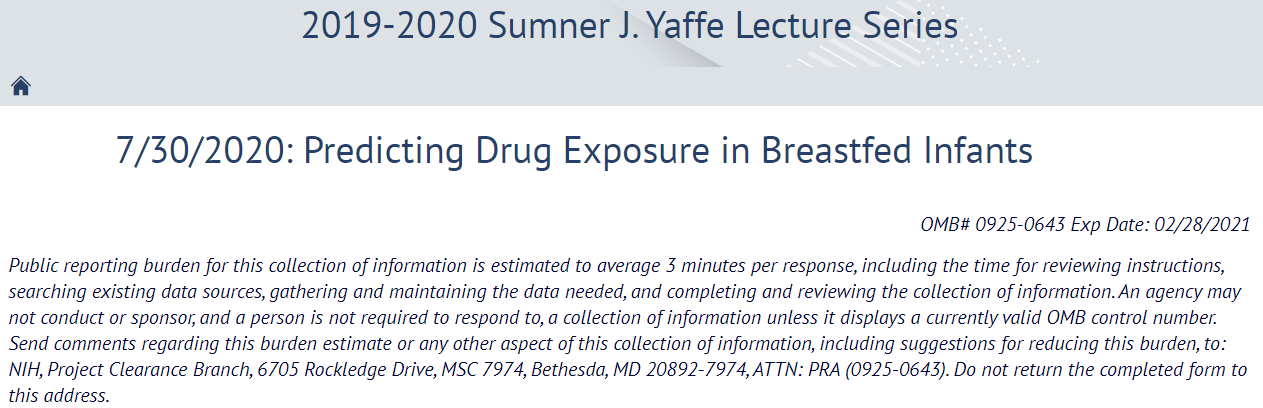 2019-2020 Sumner J. Yaffe Lecture Series
7/30/2020: Predicting Drug Exposure in Breastfed Infants
OMB# 0925-0643 Exp Date: 02/28/2021
Public reporting burden for this collection of information is estimated to average 3 minutes per response, including the time for reviewing instructions,
searching existing data sources, gathering and maintaining the data needed, and completing and reviewing the collection of information. An agency may
not conduct or sponsor, and a person is not required to respond to, a collection of information unless it displays a currently valid OMB control number.
Send comments regarding this burden estimate or any other aspect of this collection of information, including suggestions for reducing this burden, to:
NIH, Project Clearance Branch, 6705 Rockledge Drive, MSC 7974, Bethesda, MD 20892-7974, ATTN: PRA (0925-0643). Do not return the completed form to
this address.